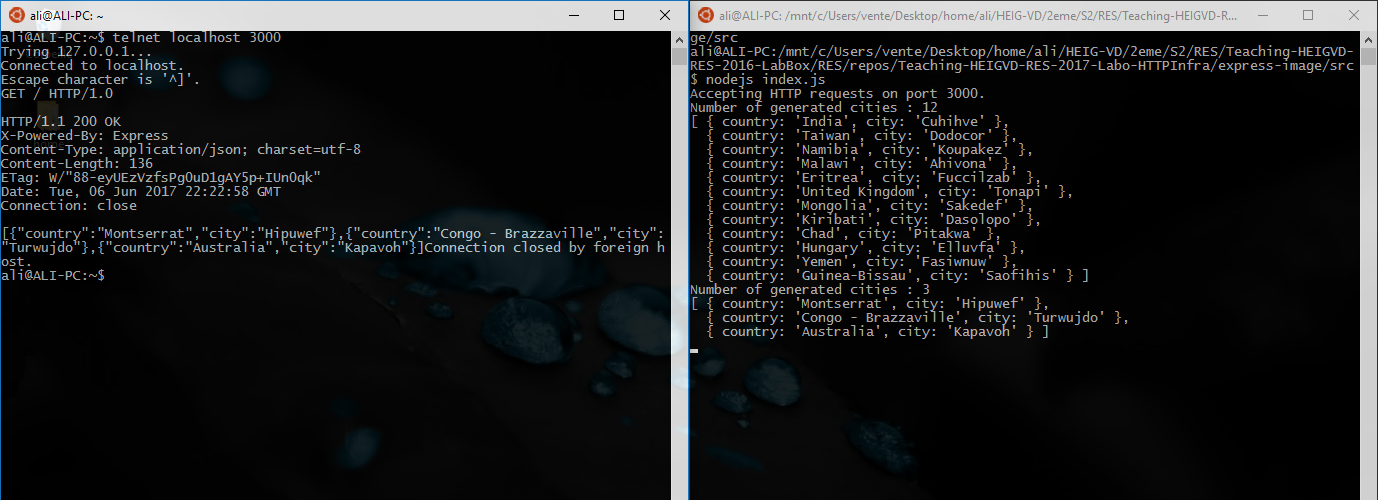 ali@ALI-PC: ~
ali@ALI-PC:~$ telnet localhost 3000
Trying 127.0.0.1...
Connected to localhost.
Escape character is '^]'.
GET / HTTP/1.0
HTTP/1.1 200 OK
X-Powered-By: Express
Content-Type: application/json; charset=utf-8
Content-Length: 136
ETag: W/"88-eyUEzVzfsPg0uD1gAY5p+IUn0qk"
Date: Tue, 06 Jun 2017 22:22:58 GMT
Connection: close
[{"country":"Montserrat","city":"Hipuwef"},{"country":"Congo - Brazzaville","city":
"Turwujdo"},{"country":"Australia","city":"Kapavoh"}]Connection closed by foreign h
ost.
ali@ALI-PC:~$
ali@ALI-PC: /mnt/c/Users/vente/Desktop/home/ali/HEIG-VD/2eme/S2/RES/Teaching-HEIGVD-R...
ge/src
ali@ALI-PC:/mnt/c/Users/vente/Desktop/home/ali/HEIG-VD/2eme/S2/RES/Teaching-HEIGVD-
RES-2016-LabBox/RES/repos/Teaching-HEIGVD-RES-2017-Labo-HTTPInfra/express-image/src
$ nodejs index.js
Accepting HTTP requests on port 3000.
Number of generated cities : 12
[ { country: 'India', city: 'Cuhihve' },
{ country: 'Taiwan', city: 'Dodocor' },
{ country: 'Namibia', city: 'Koupakez' },
{ country: 'Malawi', city: 'Ahivona' },
{ country: 'Eritrea', city: 'Fuccilzab' },
{ country: 'United Kingdom', city: 'Tonapi' },
{ country: 'Mongolia', city: 'Sakedef' },
{ country: 'Kiribati', city: 'Dasolopo' },
{ country: 'Chad', city: 'Pitakwa' },
{ country: 'Hungary', city: 'Elluvfa' },
{ country: 'Yemen', city: 'Fasiwnuw' },
{ country: 'Guinea-Bissau', city: 'Saofihis' } ]
Number of generated cities : 3
[ { country: 'Montserrat', city: 'Hipuwef' },
{ country: 'Congo - Brazzaville', city: 'Turwujdo' },
{ country: 'Australia', city: 'Kapavoh' } ]